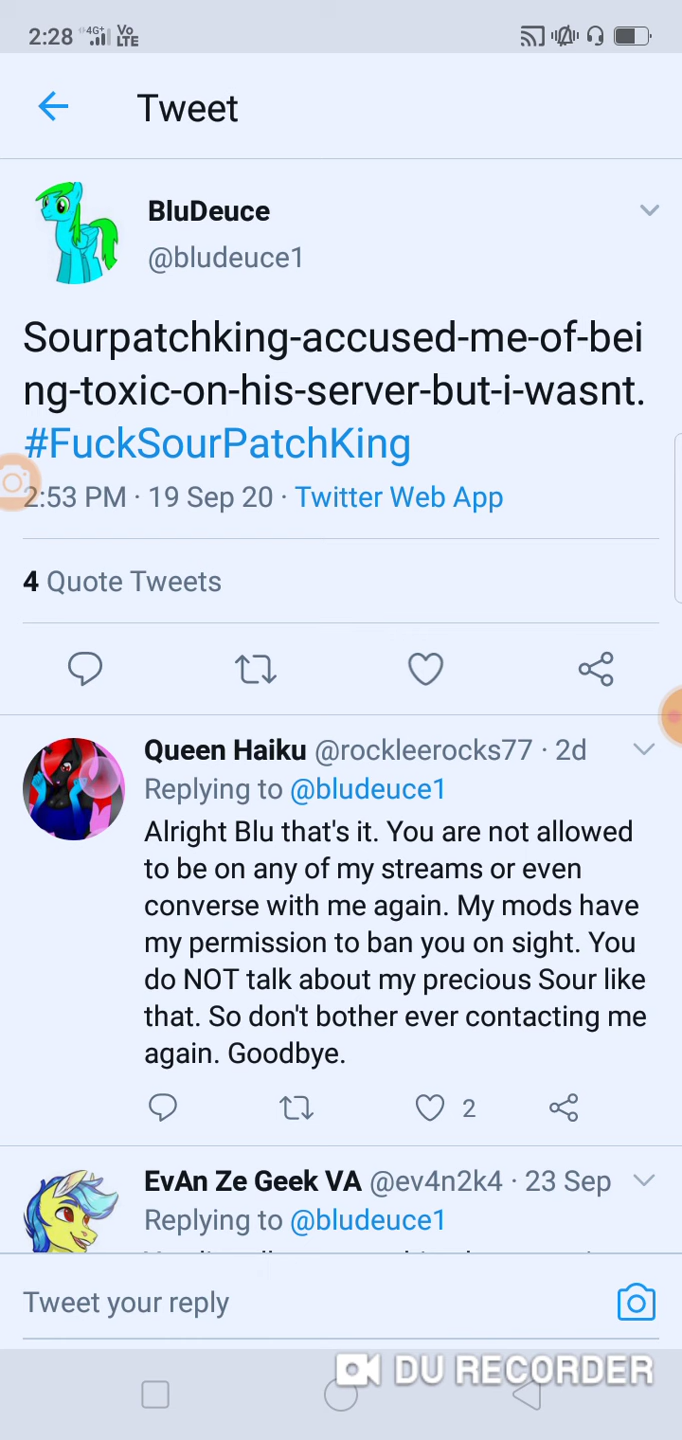 2:28 4G+ Vo LTE
Tweet
BluDeuce
@bludeuce1
Sourpatchking-accused-me-of-bei
ng-toxic-on-his-server-but-i-wasnt.
#FuckSourPatchKing
2:53 PM · 19 Sep 20 · Twitter Web App
4 Quote Tweets
Queen Haiku @rockleerocks77 · 2d
Replying to @bludeuce1
Alright Blu that's it. You are not allowed
to be on any of my streams or even
converse with me again. My mods have
my permission to ban you on sight. You
do NOT talk about my precious Sour like
that. So don't bother ever contacting me
again. Goodbye.
2
EvAn Ze Geek VA @ev4n2k4 · 23 Sep
Replying to @bludeuce1
Tweet your reply
DU RECORDER